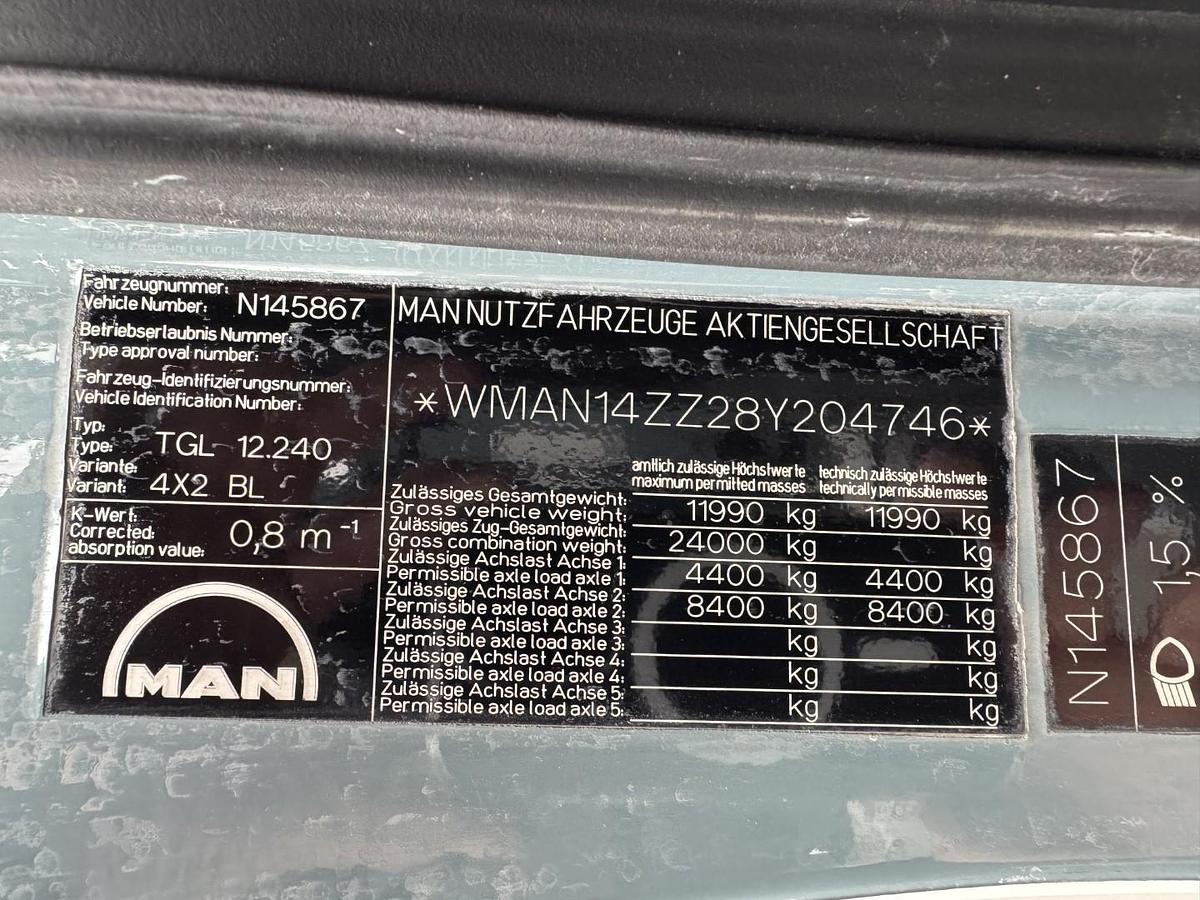 Fahrzeugnummer:
Vehicle Number: N145867
Betriebserlaubnis Nummer:
Type approval number:
Fahrzeug-Identifizierungsnummer:
Vehicle Identification Number:
Typ:
Type: TGL 12.240
Variante:
Variant: 4X2 BL
K-Wert:
Corrected:
absorption value: 0,8 m⁻¹
MAN
MAN NUTZFAHRZEUGE AKTIENGESELLSCHAFT
*WMAN14ZZ28Y204746*
amtlich zulässige Höchstwerte technisch zulässige Höchstwerte
maximum permitted masses technically permissible masses
Zulässiges Gesamtgewicht:
Gross vehicle weight: 11990 kg 11990 kg
Zulässiges Zug-Gesamtgewicht:
Gross combination weight: 24000 kg kg
Zulässige Achslast Achse 1:
Permissible axle load axle 1: 4400 kg 4400 kg
Zulässige Achslast Achse 2:
Permissible axle load axle 2: 8400 kg 8400 kg
Zulässige Achslast Achse 3:
Permissible axle load axle 3: kg kg
Zulässige Achslast Achse 4:
Permissible axle load axle 4: kg kg
Zulässige Achslast Achse 5:
Permissible axle load axle 5: kg kg
N145867
1,5 %